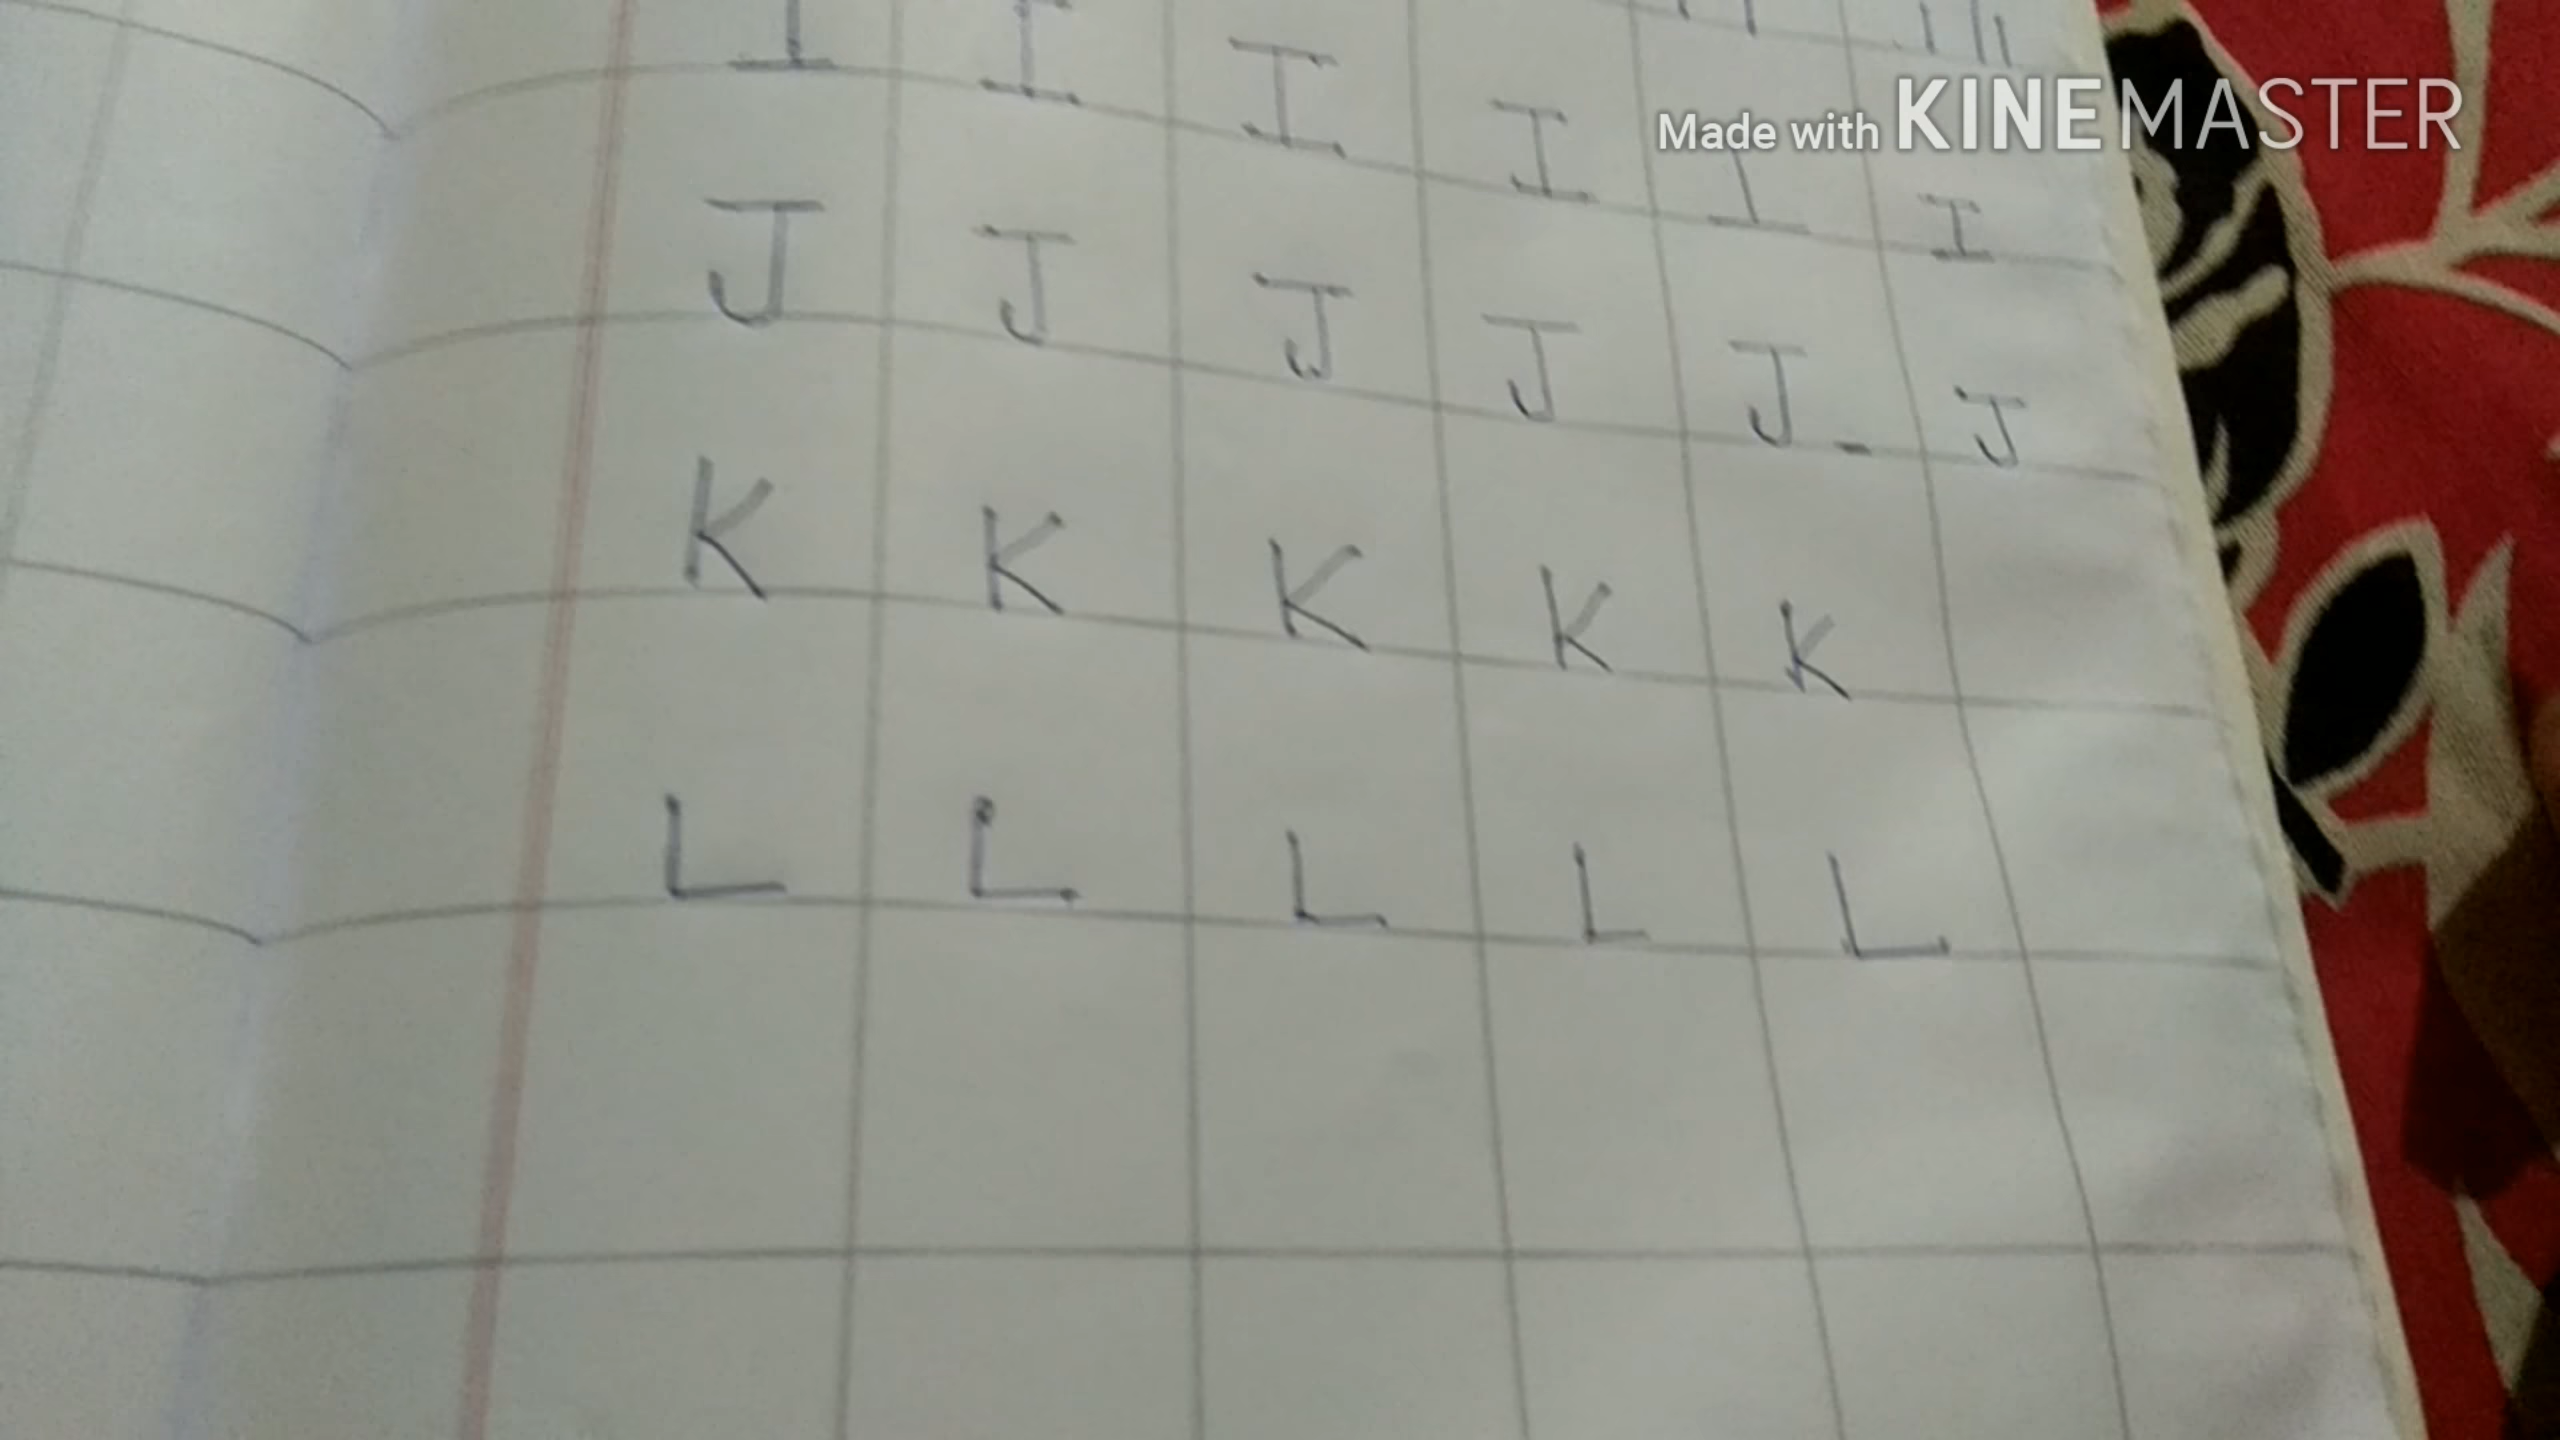 Made with KINEMASTER
I I I I I I
J J J J J - J
K K K K K
L L L L L